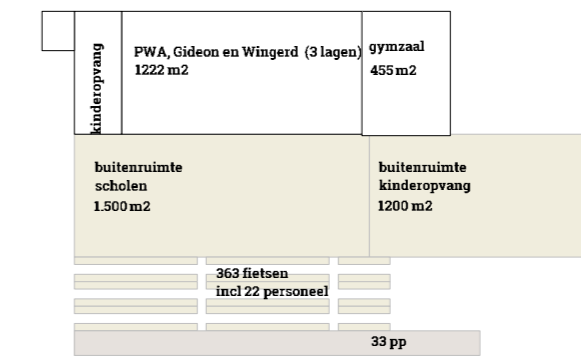 kinderopvang
PWA, Gideon en Wingerd (3 lagen)
1222 m2
gymzaal
455 m2
buitenruimte
scholen
1.500 m2
buitenruimte
kinderopvang
1200 m2
363 fietsen
incl 22 personeel
33 pp